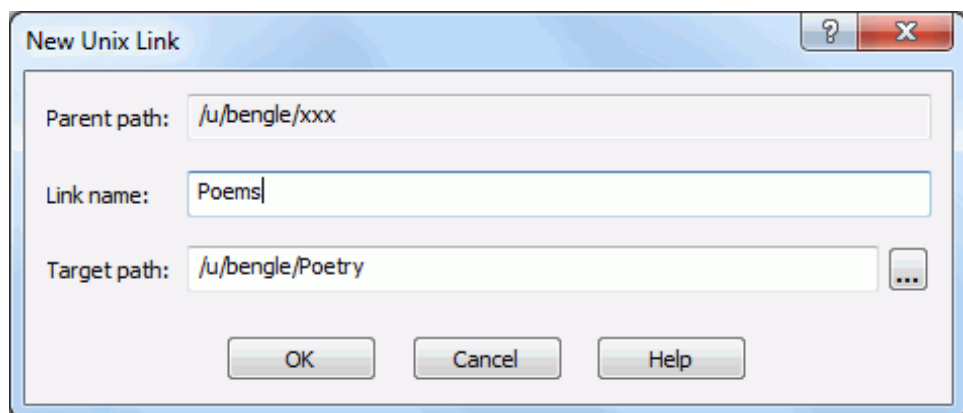 New Unix Link
?
X
Parent path: /u/bengle/xxx
Link name: Poems
Target path: /u/bengle/Poetry ...
OK Cancel Help